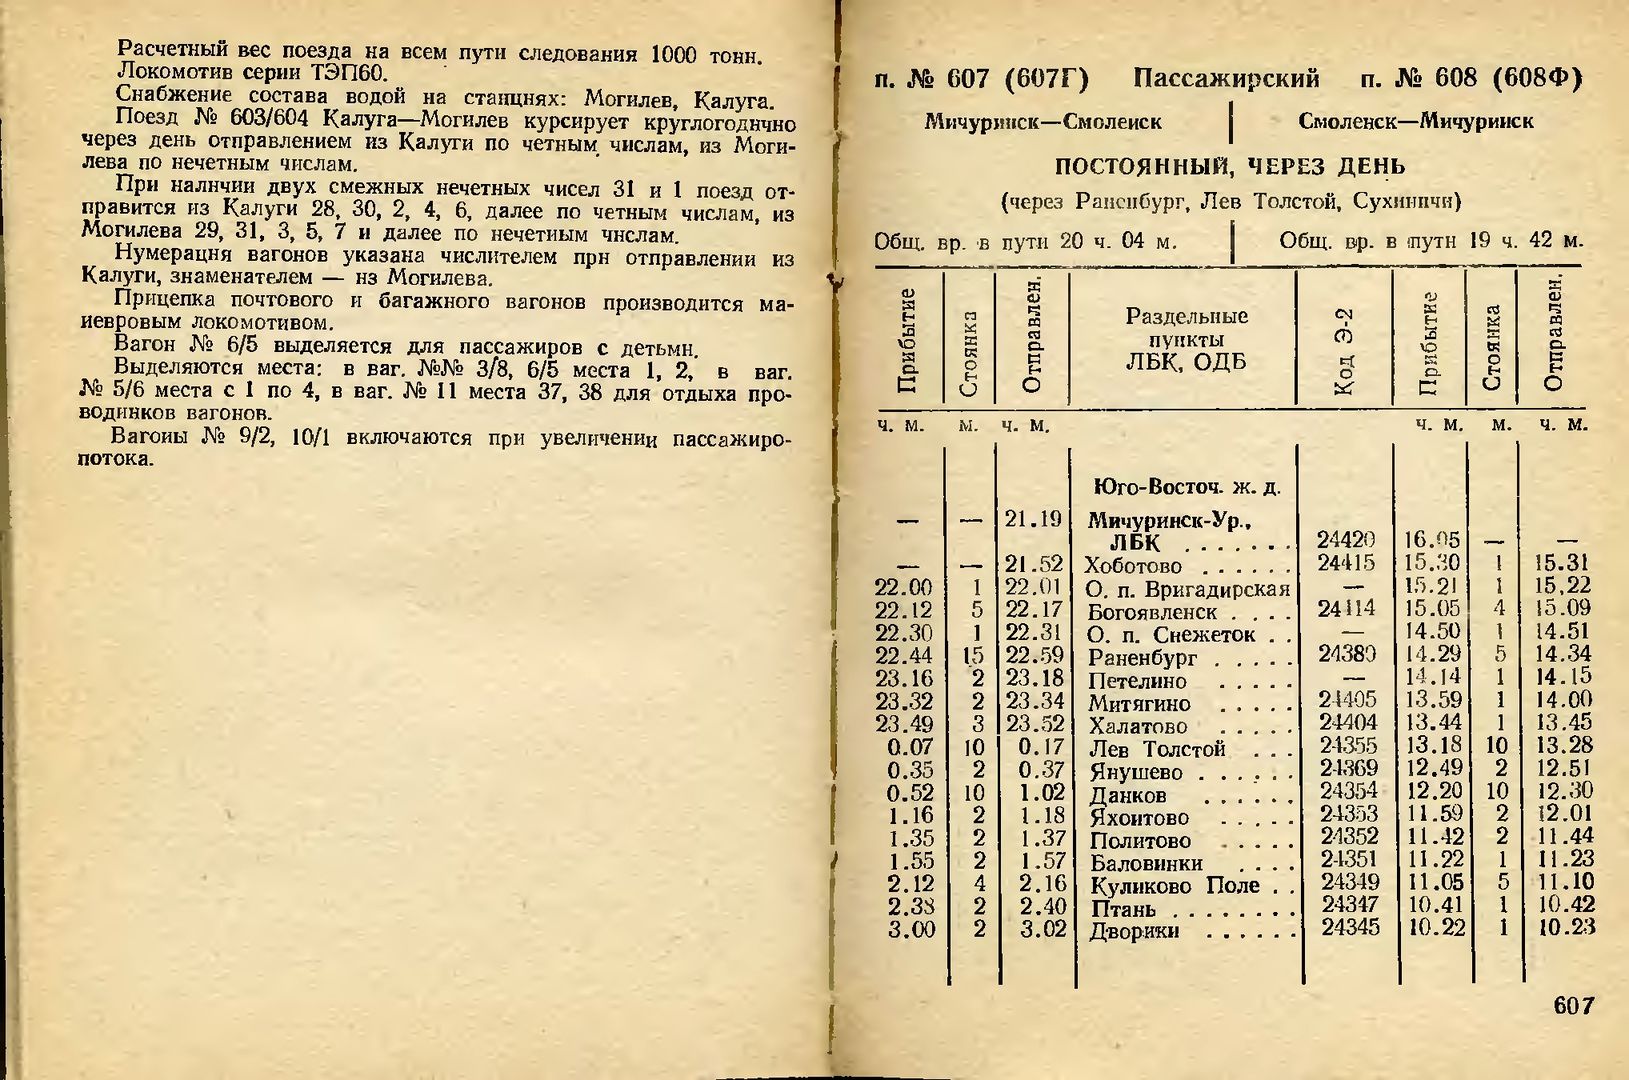 Расчетный вес поезда на всем пути следования 1000 тонн.
Локомотив серии ТЭП60.
Снабжение состава водой на станциях: Могилев, Калуга.
Поезд № 603/604 Калуга—Могилев курсирует круглогодично
через день отправлением из Калуги по четным числам, из Моги-
лева по нечетным числам.
При наличии двух смежных нечетных чисел 31 и 1 поезд от-
правится из Калуги 28, 30, 2, 4, 6, далее по четным числам, из
Могилева 29, 31, 3, 5, 7 и далее по нечетным числам.
Нумерация вагонов указана числителем при отправлении из
Калуги, знаменателем — из Могилева.
Прицепка почтового и багажного вагонов производится ма-
невровым локомотивом.
Вагон № 6/5 выделяется для пассажиров с детьми.
Выделяются места: в ваг. №№ 3/8, 6/5 места 1, 2, в ваг.
№ 5/6 места с 1 по 4, в ваг. № 11 места 37, 38 для отдыха про-
водников вагонов.
Вагоны № 9/2, 10/1 включаются при увеличении пассажиро-
потока.
п. № 607 (607Г) Пассажирский п. № 608 (608Ф)
Мичуринск—Смоленск Смоленск—Мичуринск
ПОСТОЯННЫЙ, ЧЕРЕЗ ДЕНЬ
(через Раненбург, Лев Толстой, Сухиничи)
Общ. вр. в пути 20 ч. 04 м. Общ. вр. в пути 19 ч. 42 м.
Прибытие Стоянка Отправлен. Раздельные пункты ЛБК, ОДБ Код Э-2 Прибытие Стоянка Отправлен.
ч. м. м. ч. м. ч. м. м. ч. м.
Юго-Восточ. ж. д.
— — 21.19 Мичуринск-Ур.,
ЛБК . . . . . . . 24420 16.05 — —
— — 21.52 Хоботово . . . . . . 24415 15.30 1 15.31
22.00 1 22.01 О. п. Бригадирская — 15.21 1 15,22
22.12 5 22.17 Богоявленск . . . . 24414 15.05 4 15.09
22.30 1 22.31 О. п. Снежеток . . — 14.50 1 14.51
22.44 15 22.59 Раненбург . . . . . 24380 14.29 5 14.34
23.16 2 23.18 Петелино . . . . . — 14.14 1 14.15
23.32 2 23.34 Митягино . . . . . 24405 13.59 1 14.00
23.49 3 23.52 Халатово . . . . . 24404 13.44 1 13.45
0.07 10 0.17 Лев Толстой . . . 24355 13.18 10 13.28
0.35 2 0.37 Янушево . . . . . . 24369 12.49 2 12.51
0.52 10 1.02 Данков . . . . . . 24354 12.20 10 12.30
1.16 2 1.18 Яхонтово . . . . . 24353 11.59 2 12.01
1.35 2 1.37 Политово . . . . . 24352 11.42 2 11.44
1.55 2 1.57 Баловинки . . . . 24351 11.22 1 11.23
2.12 4 2.16 Куликово Поле . . 24349 11.05 5 11.10
2.38 2 2.40 Птань . . . . . . . . 24347 10.41 1 10.42
3.00 2 3.02 Дворики . . . . . . 24345 10.22 1 10.23
607